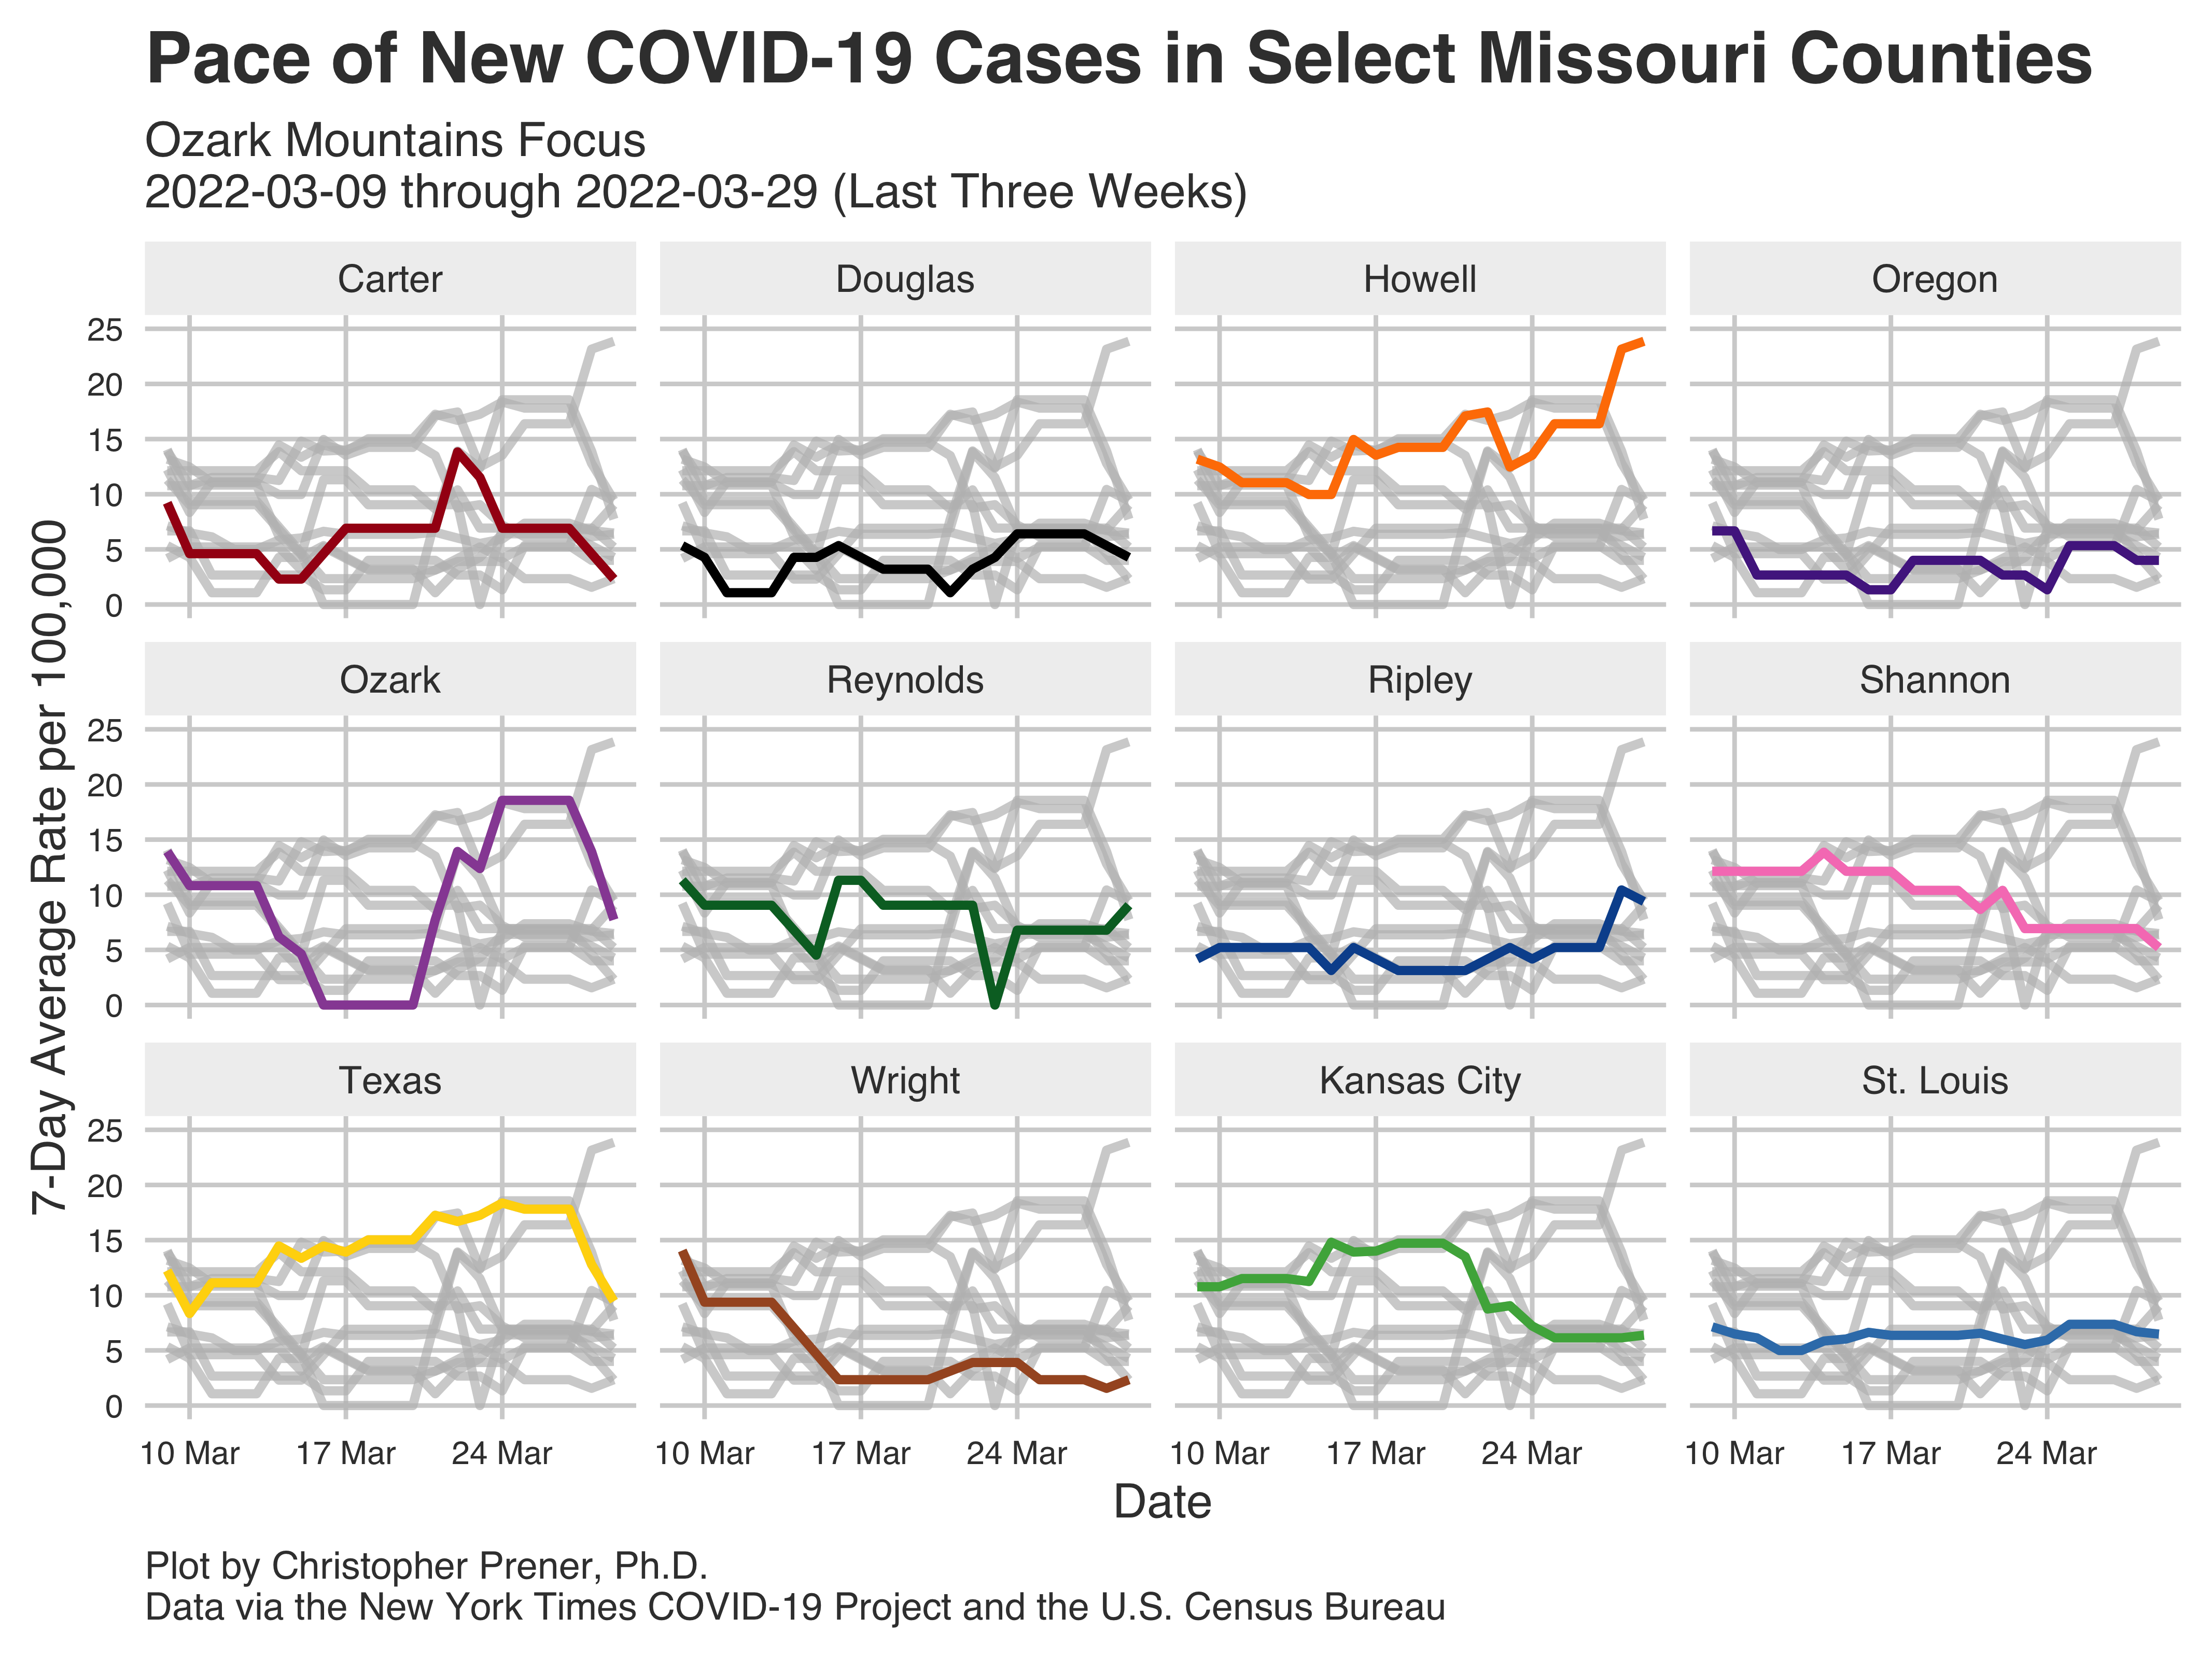 Pace of New COVID-19 Cases in Select Missouri Counties
Ozark Mountains Focus
2022-03-09 through 2022-03-29 (Last Three Weeks)
7-Day Average Rate per 100,000
Carter
Douglas
Howell
Oregon
25
20
15
10
5
0
Ozark
Reynolds
Ripley
Shannon
25
20
15
10
5
0
Texas
Wright
Kansas City
St. Louis
25
20
15
10
5
0
10 Mar 17 Mar 24 Mar
10 Mar 17 Mar 24 Mar
10 Mar 17 Mar 24 Mar
10 Mar 17 Mar 24 Mar
Date
Plot by Christopher Prener, Ph.D.
Data via the New York Times COVID-19 Project and the U.S. Census Bureau